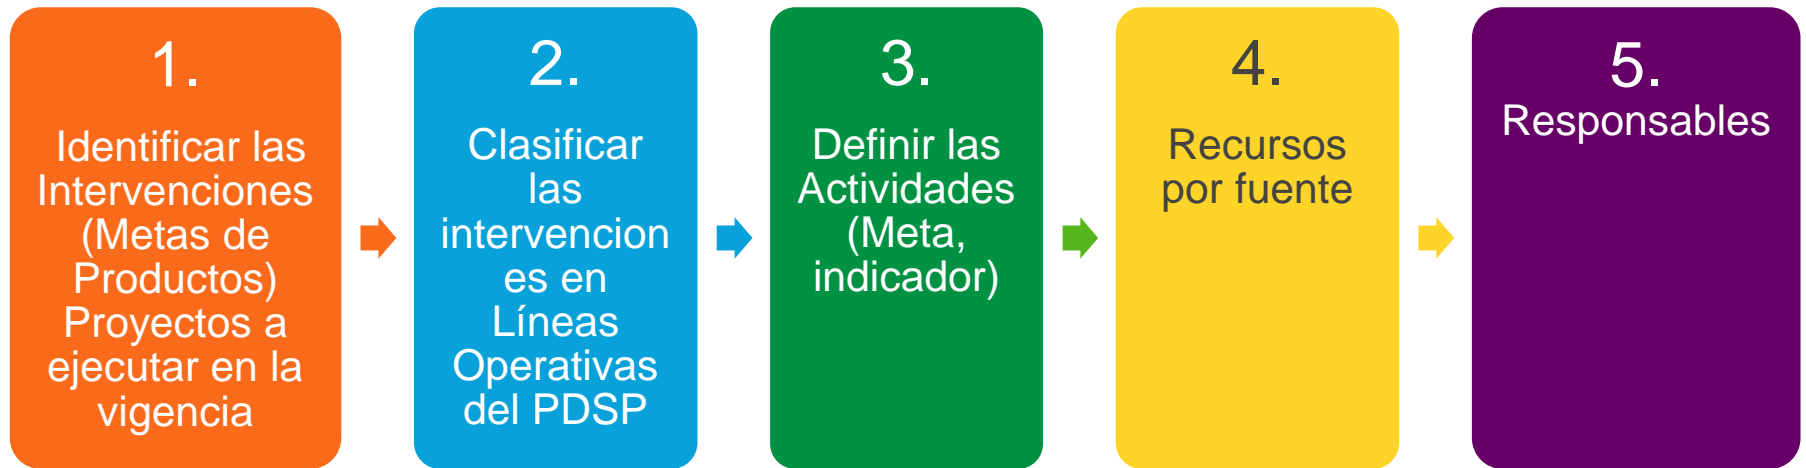 1.
Identificar las
Intervenciones
(Metas de
Productos)
Proyectos a
ejecutar en la
vigencia
2.
Clasificar
las
intervencion
es en
Líneas
Operativas
del PDSP
3.
Definir las
Actividades
(Meta,
indicador)
4.
Recursos
por fuente
5.
Responsables